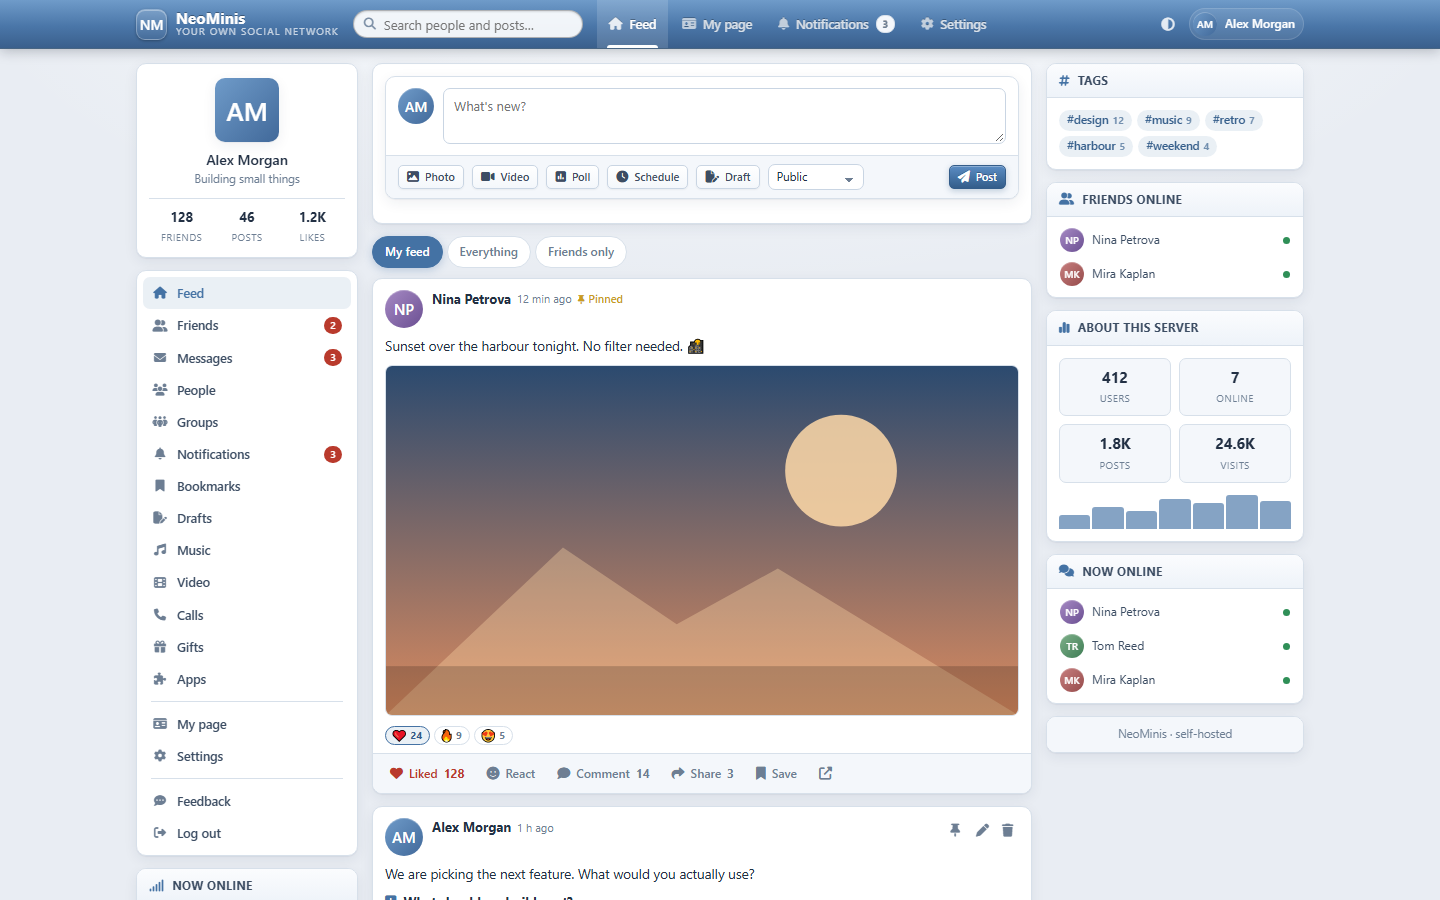 NM
NeoMinis
YOUR OWN SOCIAL NETWORK
Search people and posts...
Feed
My page
Notifications 3
Settings
AM
Alex Morgan
AM
Alex Morgan
Building small things
128
FRIENDS
46
POSTS
1.2K
LIKES
Feed
Friends 2
Messages 3
People
Groups
Notifications 3
Bookmarks
Drafts
Music
Video
Calls
Gifts
Apps
My page
Settings
Feedback
Log out
NOW ONLINE
AM
What's new?
Photo
Video
Poll
Schedule
Draft
Public
Post
My feed
Everything
Friends only
NP
Nina Petrova 12 min ago Pinned
Sunset over the harbour tonight. No filter needed.
24
9
5
Liked 128
React
Comment 14
Share 3
Save
AM
Alex Morgan 1 h ago
We are picking the next feature. What would you actually use?
# TAGS
#design 12
#music 9
#retro 7
#harbour 5
#weekend 4
FRIENDS ONLINE
NP Nina Petrova
MK Mira Kaplan
ABOUT THIS SERVER
412
USERS
7
ONLINE
1.8K
POSTS
24.6K
VISITS
NOW ONLINE
NP Nina Petrova
TR Tom Reed
MK Mira Kaplan
NeoMinis · self-hosted